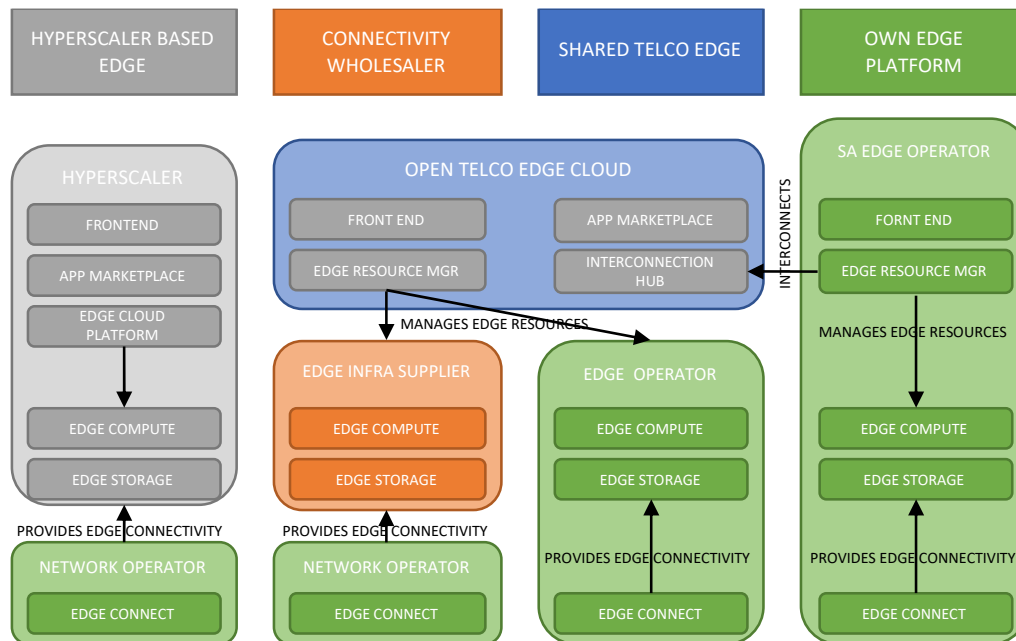 HYPERSCALER BASED
EDGE
CONNECTIVITY
WHOLESALER
SHARED TELCO EDGE
OWN EDGE
PLATFORM
HYPERSCALER
FRONTEND
APP MARKETPLACE
EDGE CLOUD
PLATFORM
EDGE COMPUTE
EDGE STORAGE
PROVIDES EDGE CONNECTIVITY
NETWORK OPERATOR
EDGE CONNECT
OPEN TELCO EDGE CLOUD
FRONT END
APP MARKETPLACE
EDGE RESOURCE MGR
INTERCONNECTION
HUB
MANAGES EDGE RESOURCES
EDGE INFRA SUPPLIER
EDGE COMPUTE
EDGE STORAGE
PROVIDES EDGE CONNECTIVITY
NETWORK OPERATOR
EDGE CONNECT
EDGE OPERATOR
EDGE COMPUTE
EDGE STORAGE
PROVIDES EDGE CONNECTIVITY
EDGE CONNECT
INTERCONNECTS
SA EDGE OPERATOR
FORNT END
EDGE RESOURCE MGR
MANAGES EDGE RESOURCES
EDGE COMPUTE
EDGE STORAGE
PROVIDES EDGE CONNECTIVITY
EDGE CONNECT